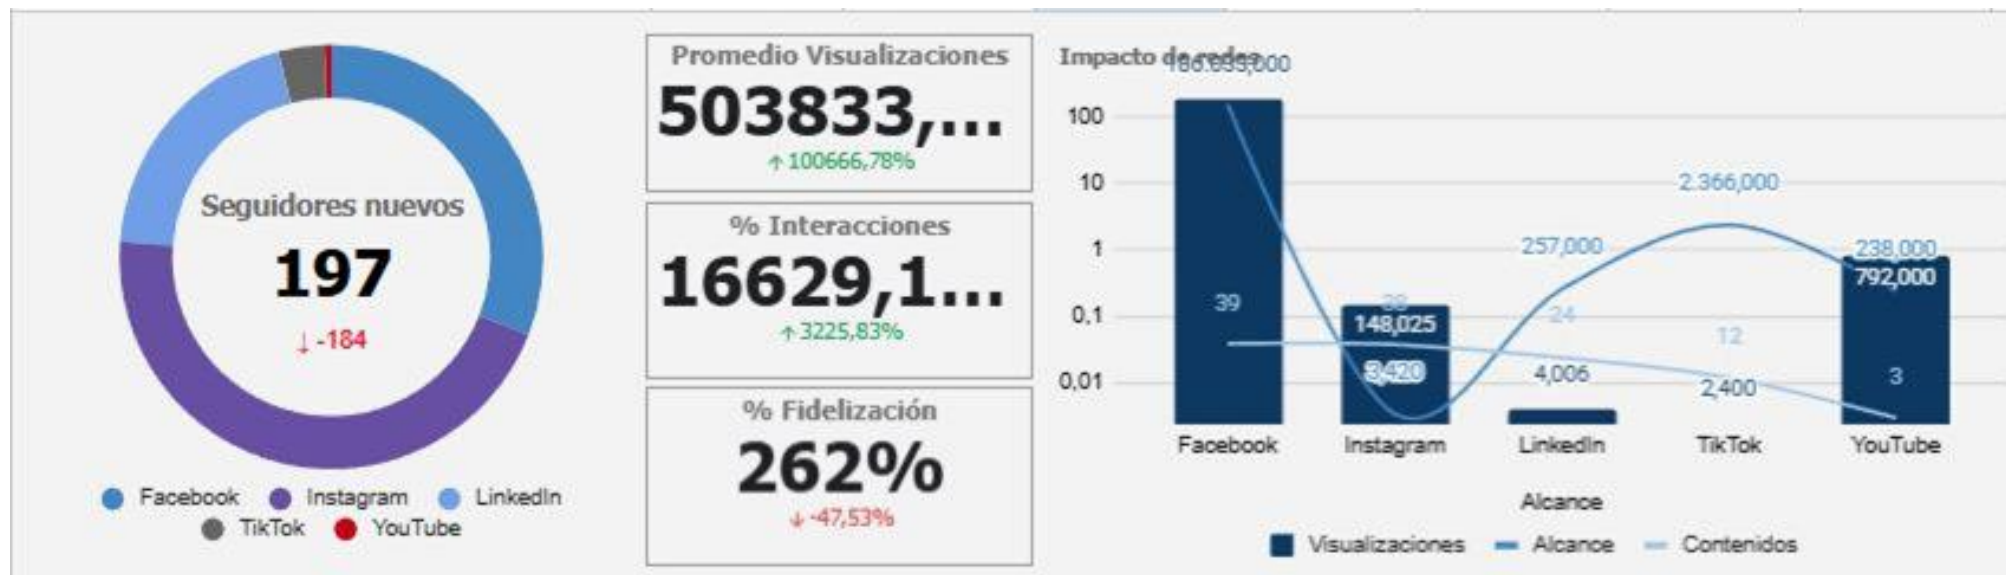 Seguidores nuevos
197
↓ -184
Facebook Instagram LinkedIn
TikTok YouTube
Promedio Visualizaciones
503833,...
↑ 100666,78%
% Interacciones
16629,1...
↑ 3225,83%
% Fidelización
262%
↓ -47,53%
Impacto de redes
100
10
1
0,1
0,01
39
38
148,025
3,420
257,000
24
4,006
2.366,000
12
2,400
238,000
792,000
3
Facebook Instagram LinkedIn TikTok YouTube
Alcance
Visualizaciones Alcance Contenidos